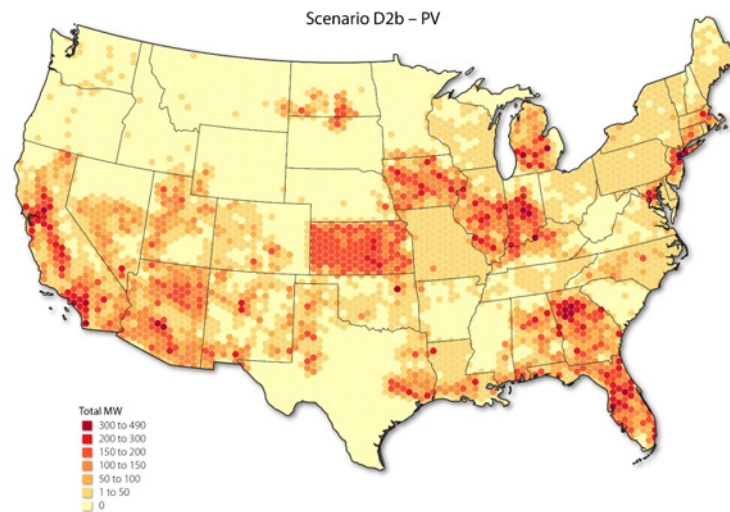 Scenario D2b – PV
Total MW
300 to 490
200 to 300
150 to 200
100 to 150
50 to 100
1 to 50
0